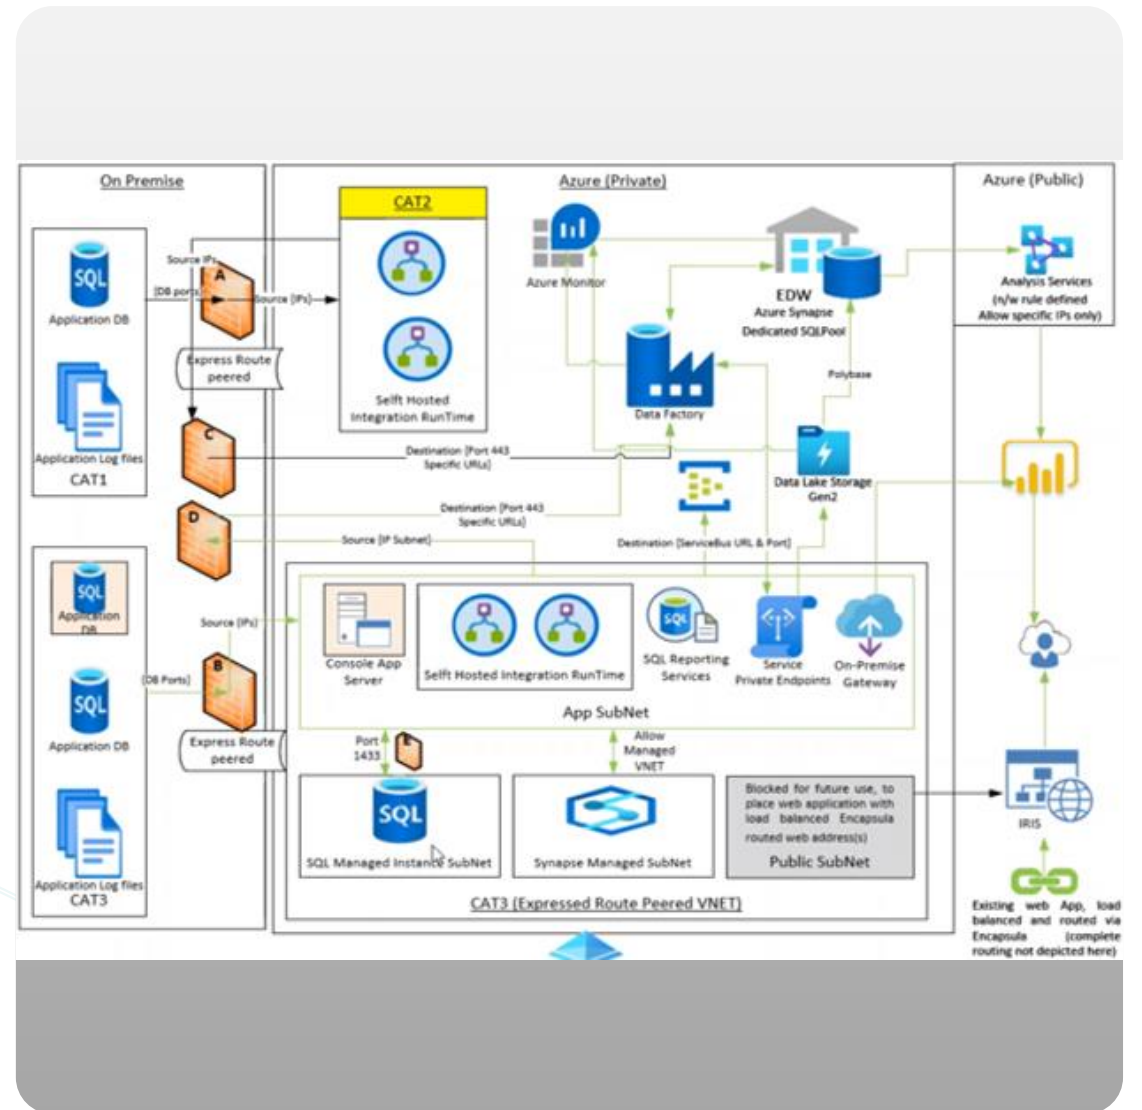 On Premise
Azure (Private)
Azure (Public)
CAT2
SQL
Application DB
Application Log files
CAT1
Source IPs
[DB ports]
A
Source [IPs]
Express Route
peered
C
D
Selft Hosted
Integration RunTime
Azure Monitor
EDW
Azure Synapse
Dedicated SQLPool
Analysis Services
(n/w rule defined
Allow specific IPs only)
Data Factory
Polybase
Data Lake Storage
Gen2
Destination [Port 443
Specific URLs]
Destination [Port 443
Specific URLs]
Source [IP Subnet]
Destination [ServiceBus URL & Port]
SQL
Application
DB
SQL
Application DB
Application Log files
CAT3
Source [IPs]
B
[DB Ports]
Express Route
peered
Console App
Server
Selft Hosted Integration RunTime
SQL
SQL Reporting
Services
Service
Private Endpoints
On-Premise
Gateway
App SubNet
Port
1433
E
Allow
Managed
VNET
SQL
SQL Managed Instance SubNet
Synapse Managed SubNet
Blocked for future use, to
place web application with
load balanced Encapsula
routed web address(s)
Public SubNet
CAT3 (Expressed Route Peered VNET)
IRIS
Existing web App, load
balanced and routed via
Encapsula (complete
routing not depicted here)